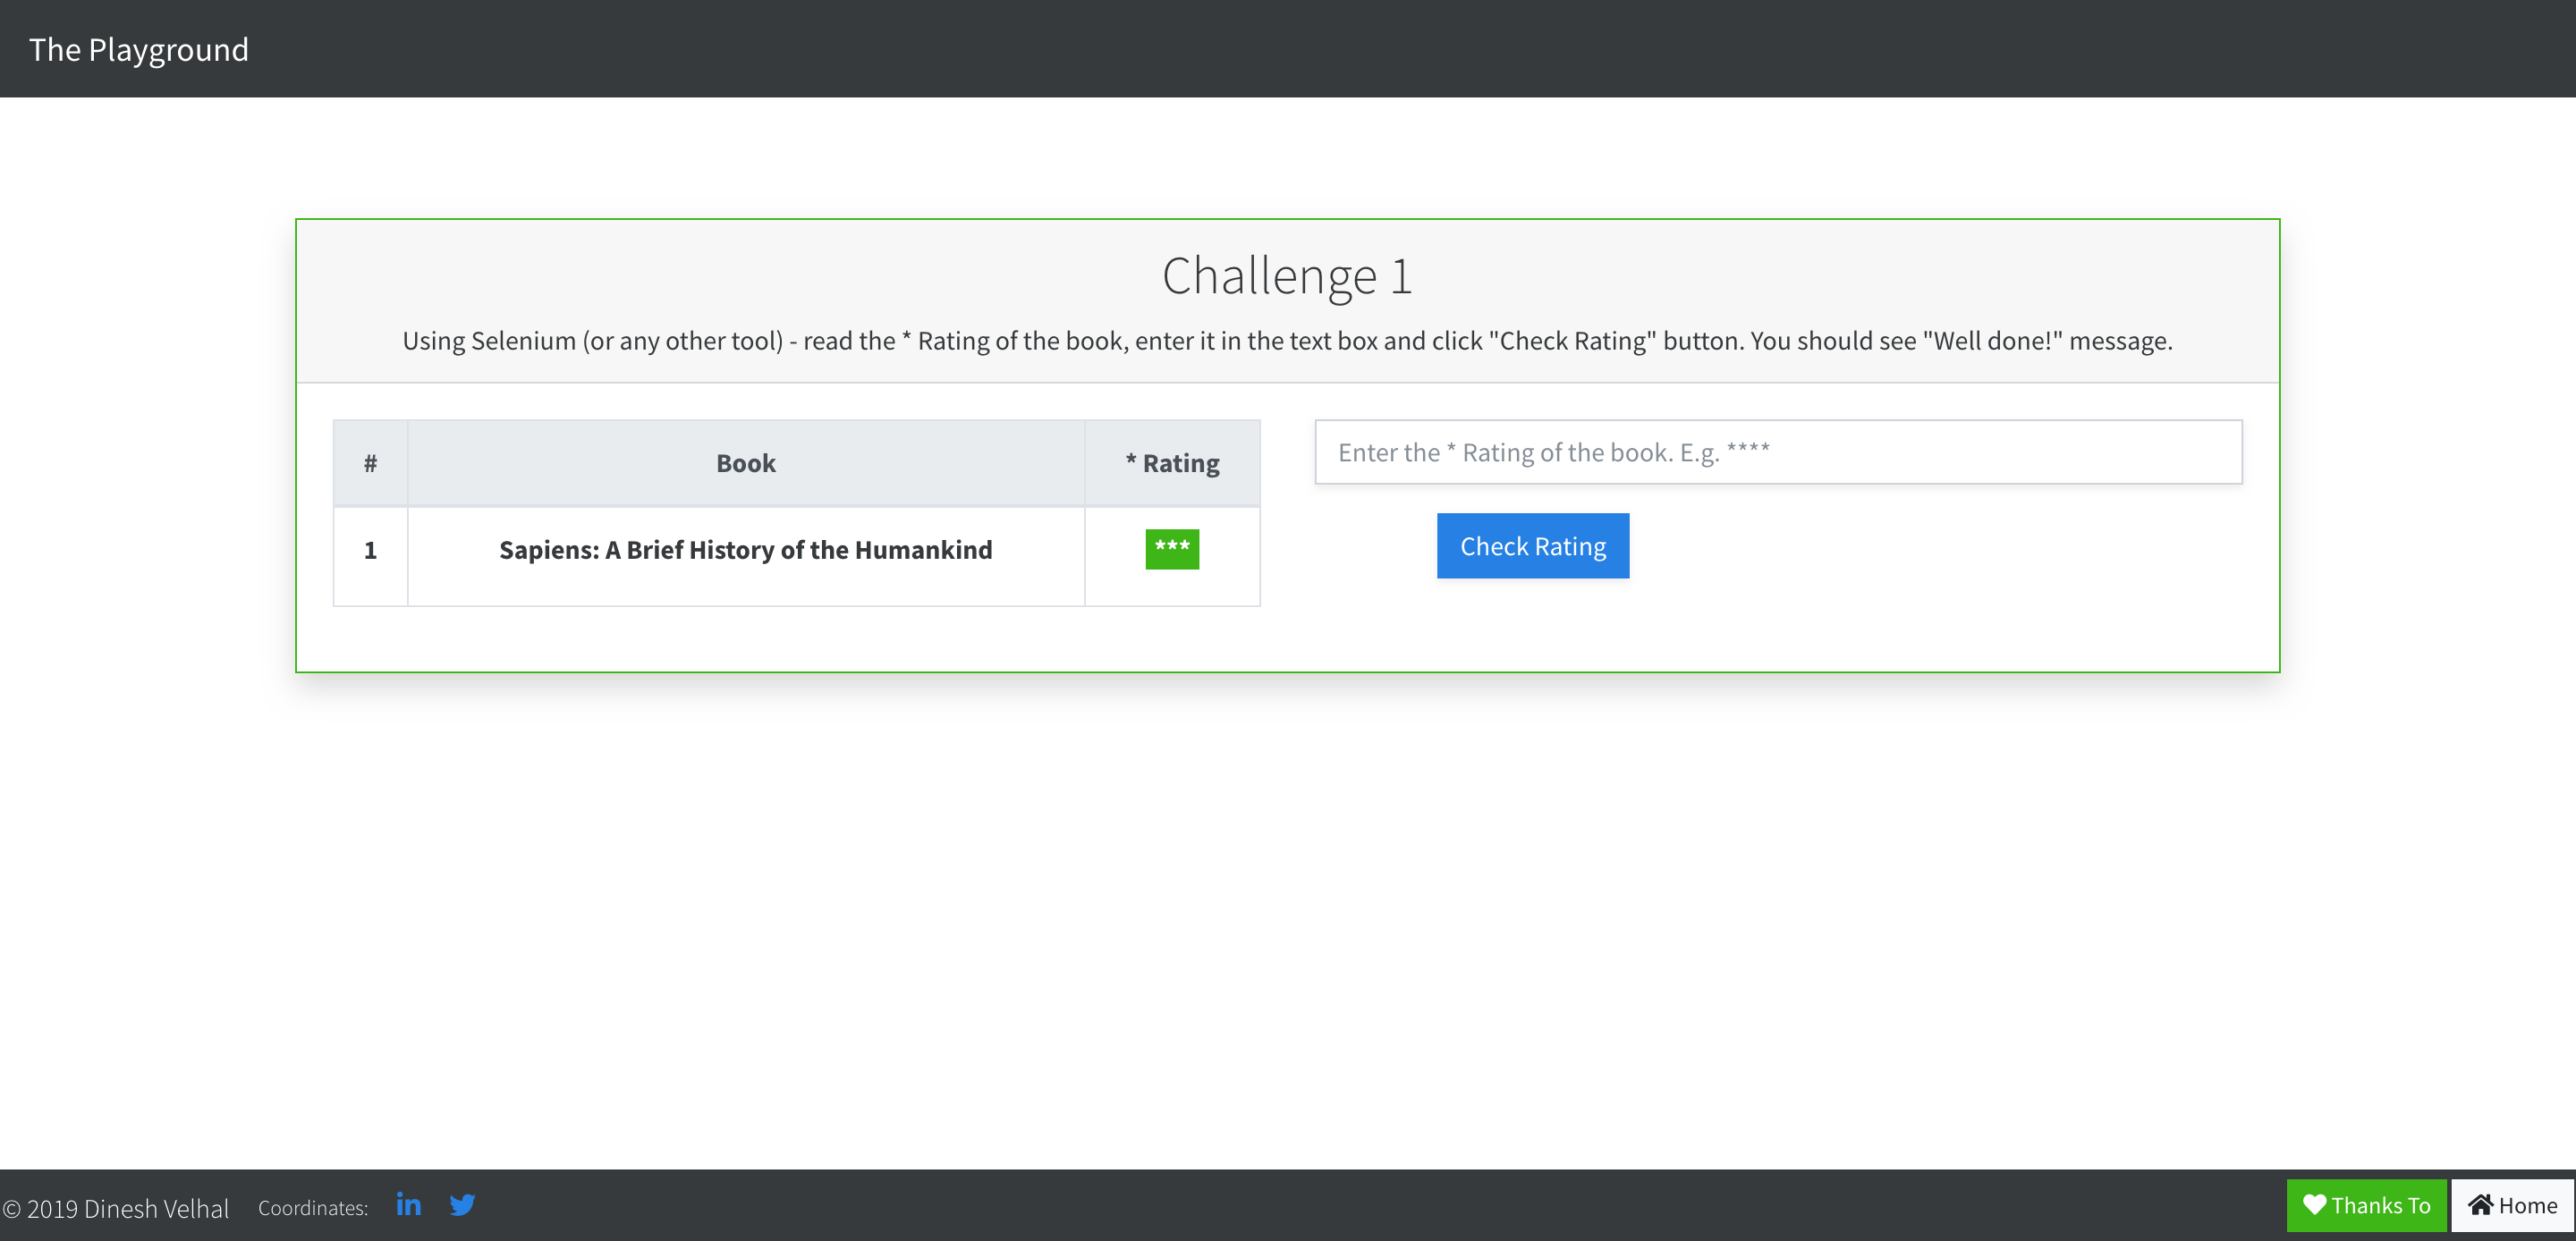 The Playground
Challenge 1
Using Selenium (or any other tool) - read the * Rating of the book, enter it in the text box and click "Check Rating" button. You should see "Well done!" message.
# Book * Rating
1 Sapiens: A Brief History of the Humankind ***
Enter the * Rating of the book. E.g. ****
Check Rating
© 2019 Dinesh Velhal Coordinates: in Thanks To Home